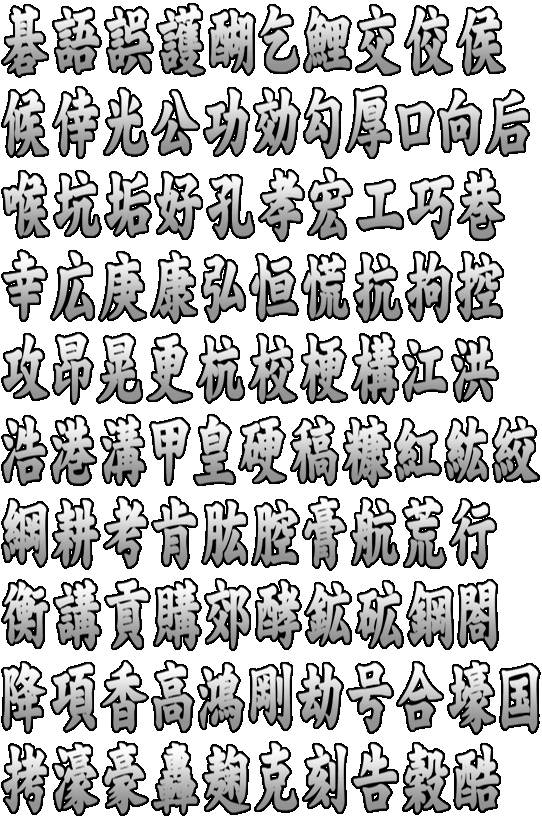 碁語誤護醐乞鯉交佼侯
候倖光公功効勾厚口向后
喉坑垢好孔孝宏工巧巷
幸広庚康弘恒慌抗拘控
攻昂晃更杭校梗構江洪
浩港溝甲皇硬稿糠紅紘絞
綱耕考肯肱腔膏航荒行
衡講貢購郊酵鉱砿鋼閤
降項香高鴻剛劫号合壕国
拷濠豪轟麹克刻告穀酷